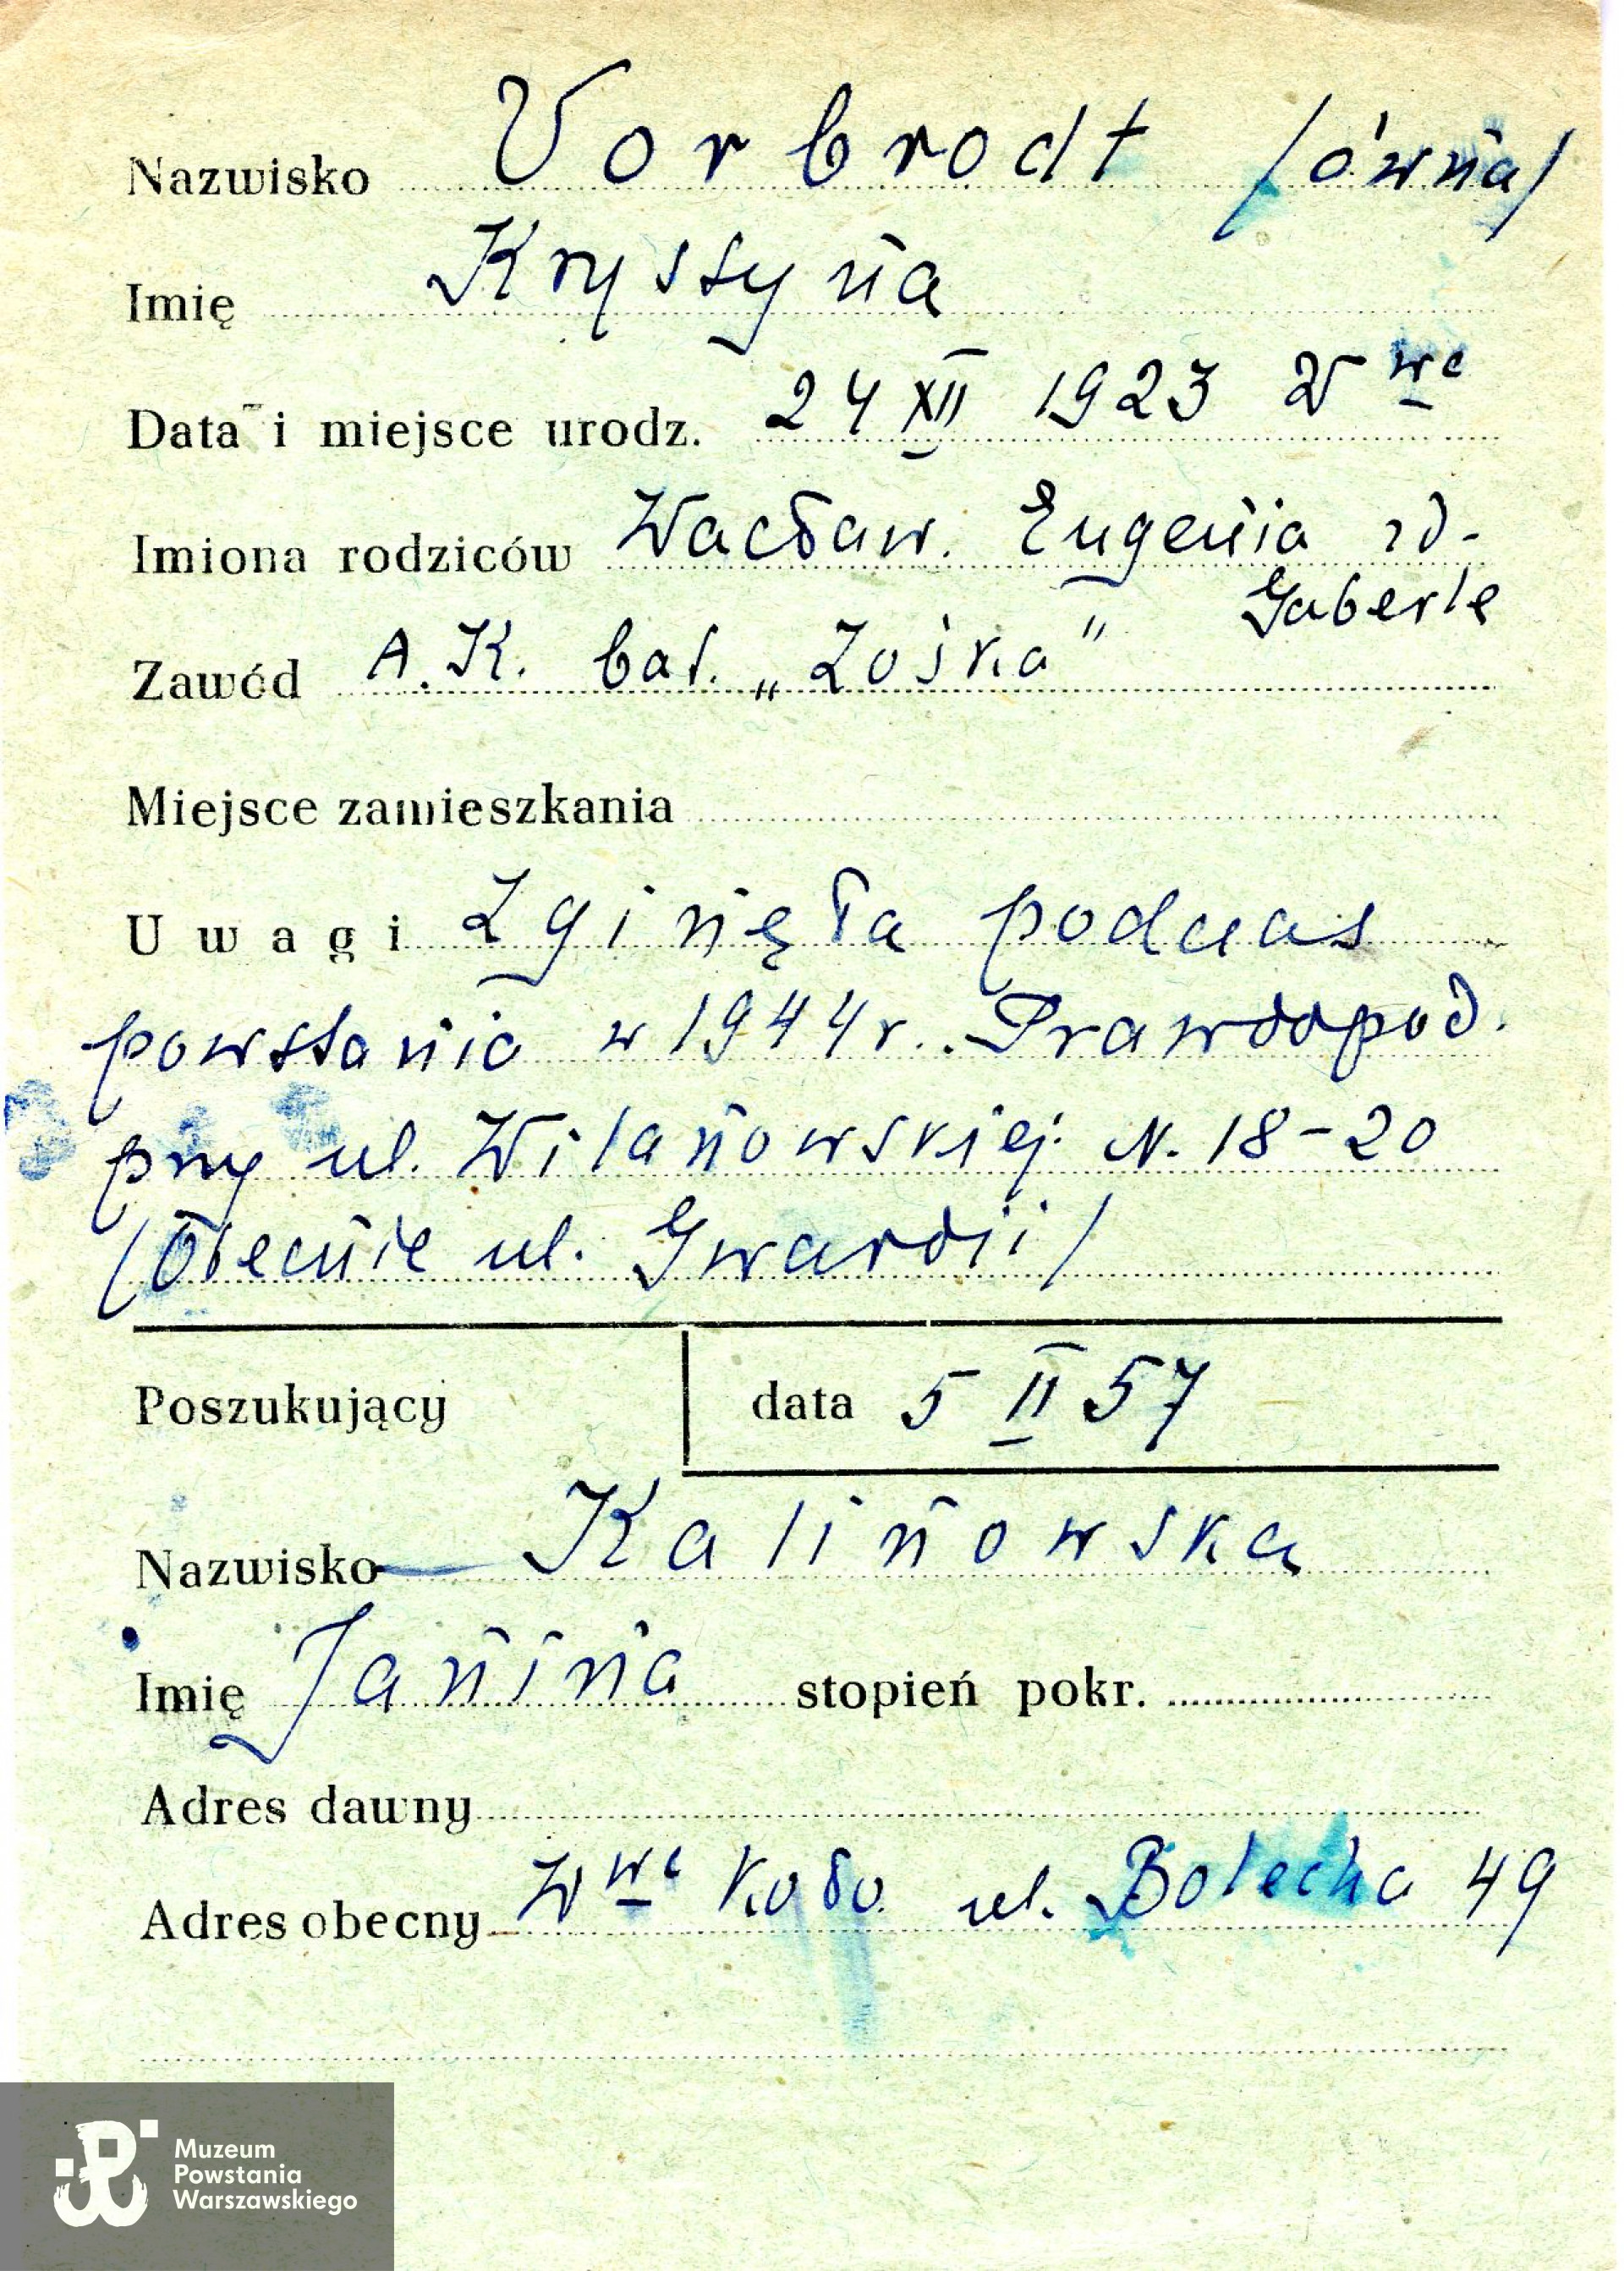 Nazwisko Vorbrodt /ówna/
Imię Krystyna
Data i miejsce urodz. 24 XII 1923 W wa
Imiona rodziców Wacław. Eugenia zd.
Gaberle
Zawód A.K. bat. „Zośka"
Miejsce zamieszkania
Uwagi Zginęła podczas
powstania w 1944 r. Prawdopod.
przy ul. Wilanowskiej N. 18-20
/Obecnie ul. Gwardii/
Poszukujący data 5 II 57
Nazwisko Kalinowska
Imię Janina stopień pokr.
Adres dawny
Adres obecny W wa Koło ul. Bolecha 49
Muzeum
Powstania
Warszawskiego